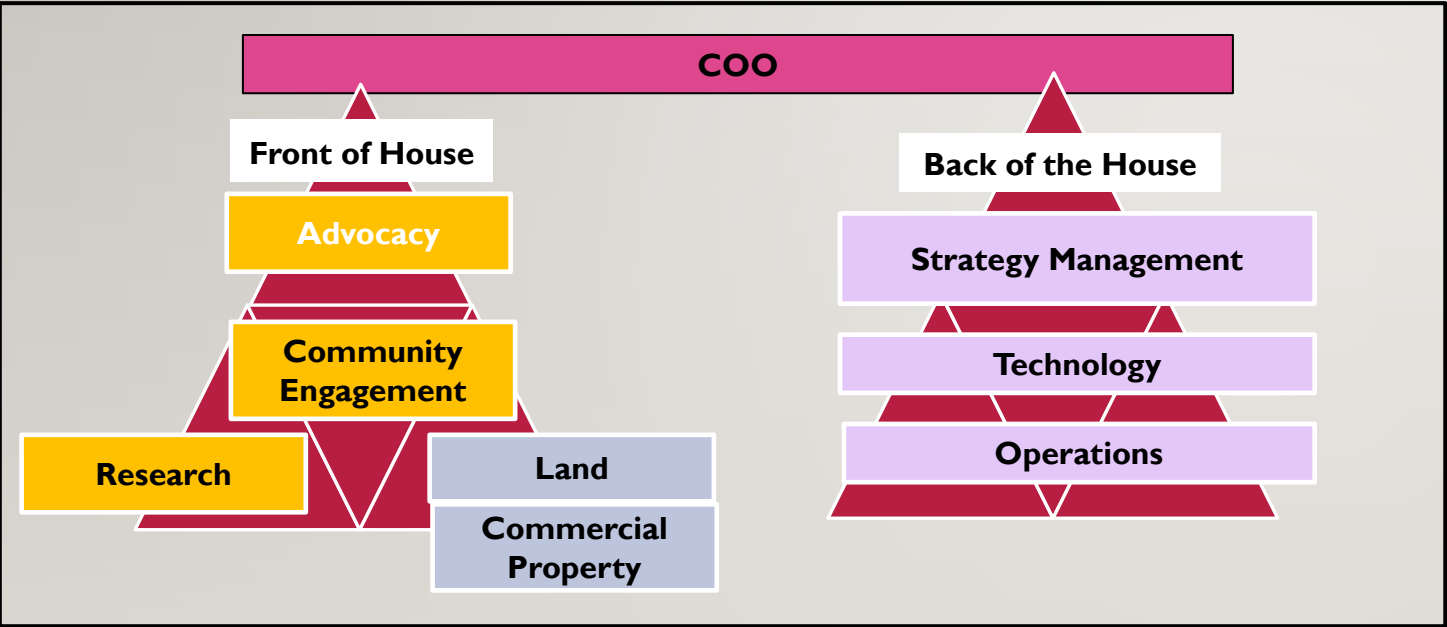 COO
Front of House
Advocacy
Community
Engagement
Research
Land
Commercial
Property
Back of the House
Strategy Management
Technology
Operations